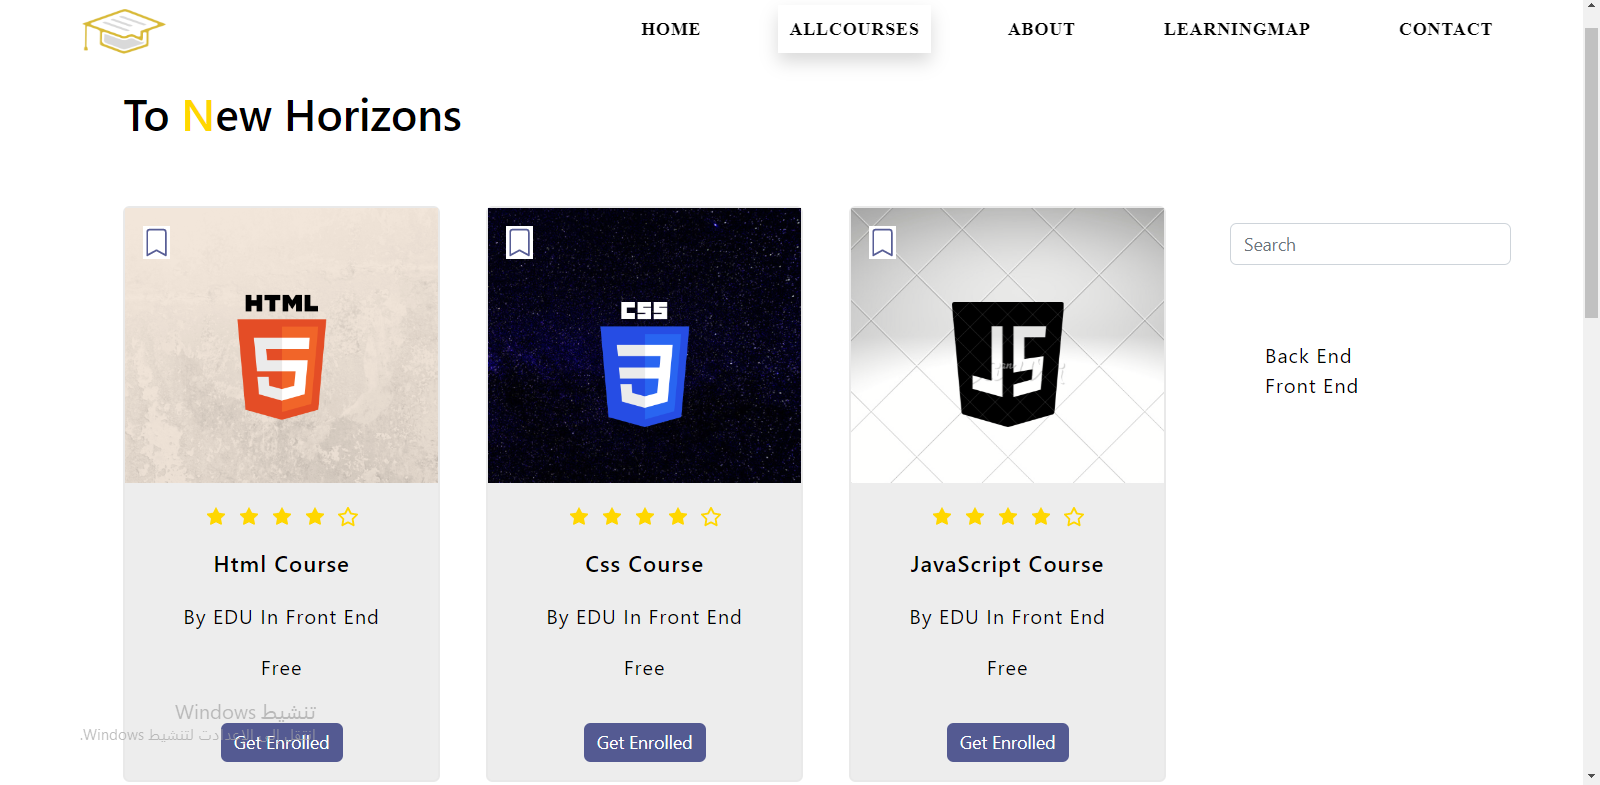 HOME ALLCOURSES ABOUT LEARNINGMAP CONTACT
To New Horizons
Search
Back End
Front End
HTML
5
CSS
3
JS
Html Course
By EDU In Front End
Free
Get Enrolled
Css Course
By EDU In Front End
Free
Get Enrolled
JavaScript Course
By EDU In Front End
Free
Get Enrolled
تنشيط Windows
انتقل إلى الإعدادات لتنشيط Windows.